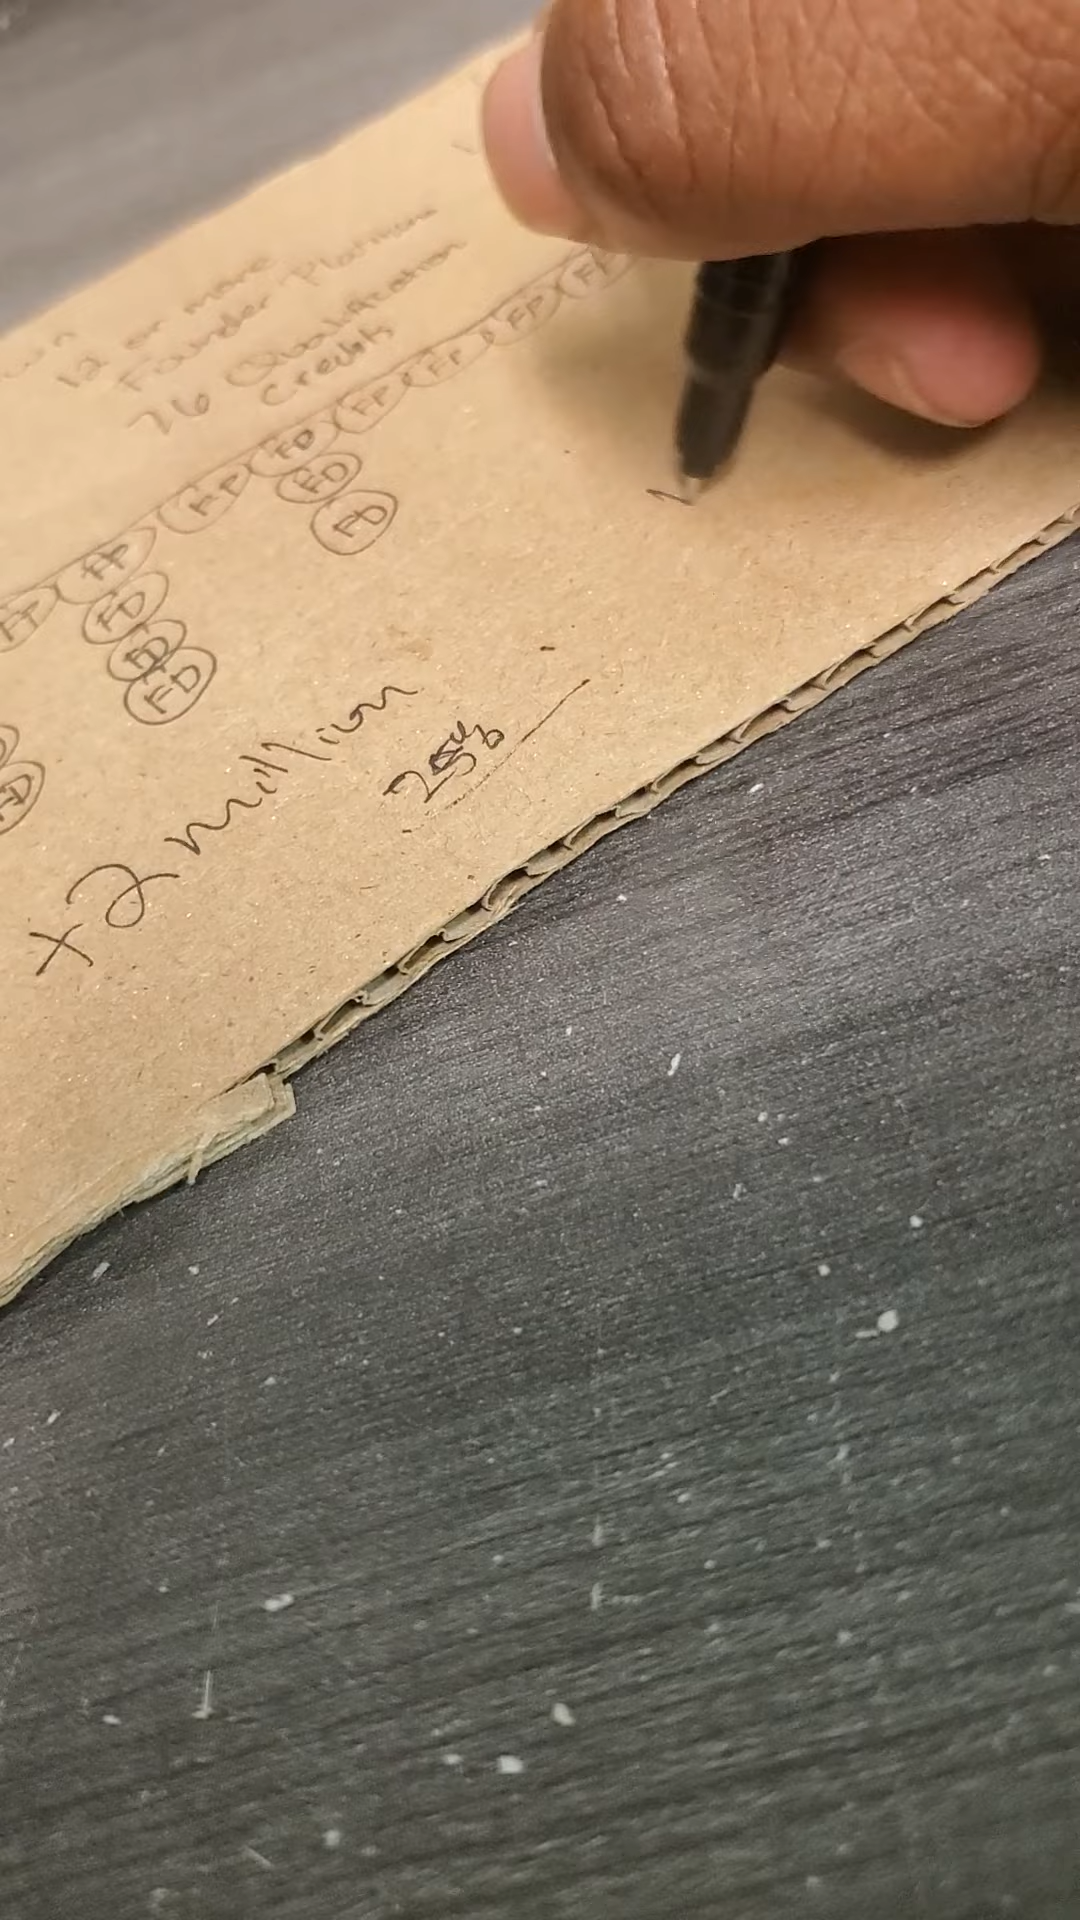 12 or more
Founder Platinum
76 Qualification
Credits
FP FP FP FD FP FP FP FP
FD FD
FD FD
FD
+2 million
25%